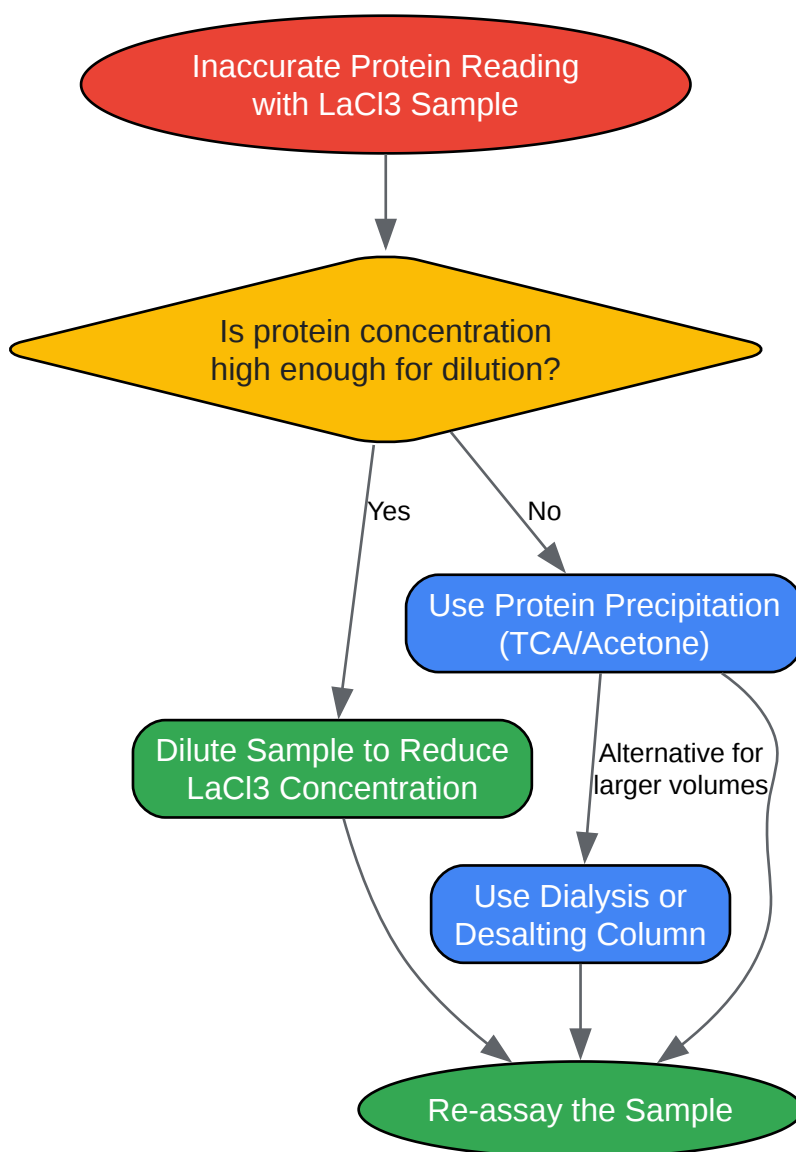 Inaccurate Protein Reading
with LaCl3 Sample
Is protein concentration
high enough for dilution?
Yes
No
Use Protein Precipitation
(TCA/Acetone)
Dilute Sample to Reduce
LaCl3 Concentration
Alternative for
larger volumes
Use Dialysis or
Desalting Column
Re-assay the Sample